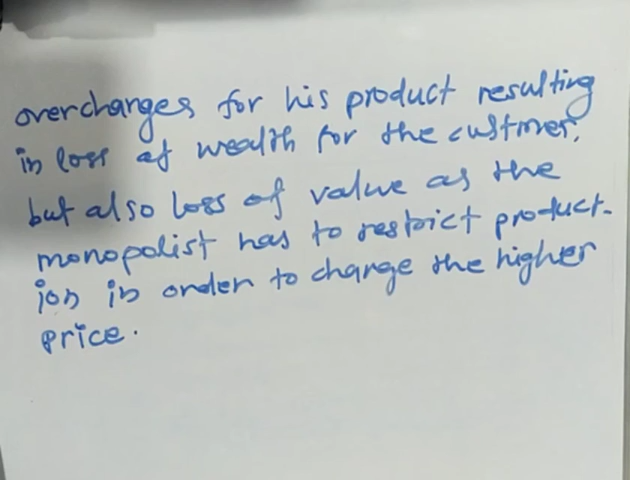 overcharges for his product resulting
in loss of wealth for the customer,
but also loss of value as the
monopolist has to restrict product-
ion in order to charge the higher
price.